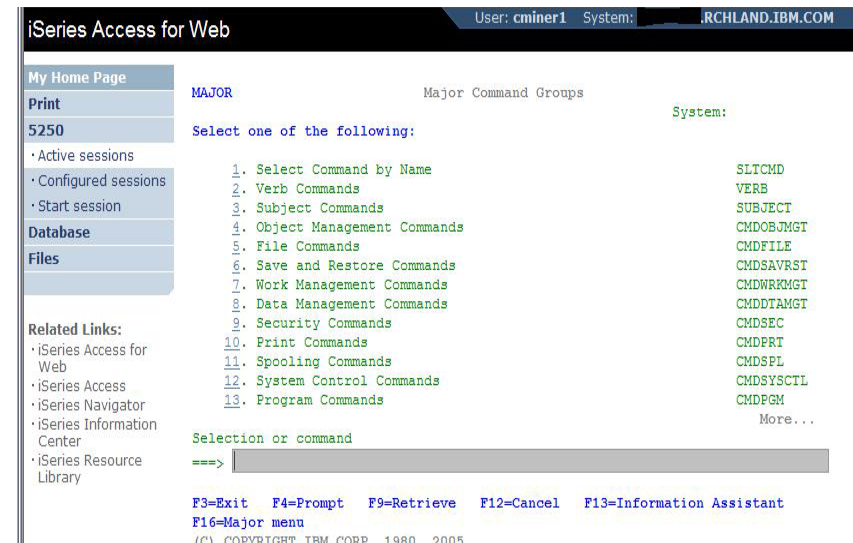 iSeries Access for Web
User: cminer1 System: .RCHLAND.IBM.COM
My Home Page
Print
5250
· Active sessions
· Configured sessions
· Start session
Database
Files
Related Links:
· iSeries Access for
Web
· iSeries Access
· iSeries Navigator
· iSeries Information
Center
· iSeries Resource
Library
MAJOR Major Command Groups
System:
Select one of the following:
1. Select Command by Name SLTCMD
2. Verb Commands VERB
3. Subject Commands SUBJECT
4. Object Management Commands CMDOBJMGT
5. File Commands CMDFILE
6. Save and Restore Commands CMDSAVRST
7. Work Management Commands CMDWRKMGT
8. Data Management Commands CMDDTAMGT
9. Security Commands CMDSEC
10. Print Commands CMDPRT
11. Spooling Commands CMDSPL
12. System Control Commands CMDSYSCTL
13. Program Commands CMDPGM
More...
Selection or command
===>
F3=Exit F4=Prompt F9=Retrieve F12=Cancel F13=Information Assistant
F16=Major menu
(C) COPYRIGHT IBM CORP. 1980, 2005.